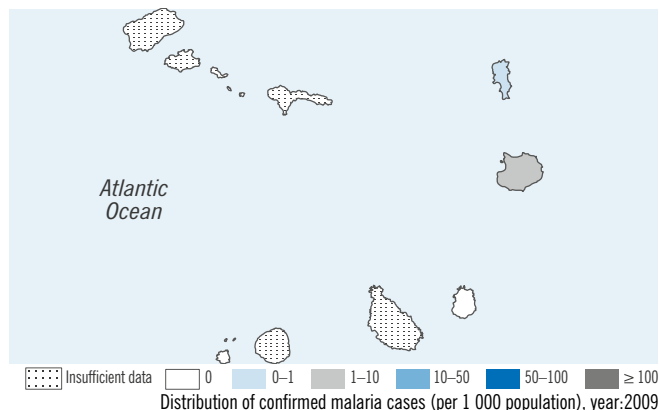 Atlantic
Ocean
Insufficient data 0 0–1 1–10 10–50 50–100 ≥ 100
Distribution of confirmed malaria cases (per 1 000 population), year:2009